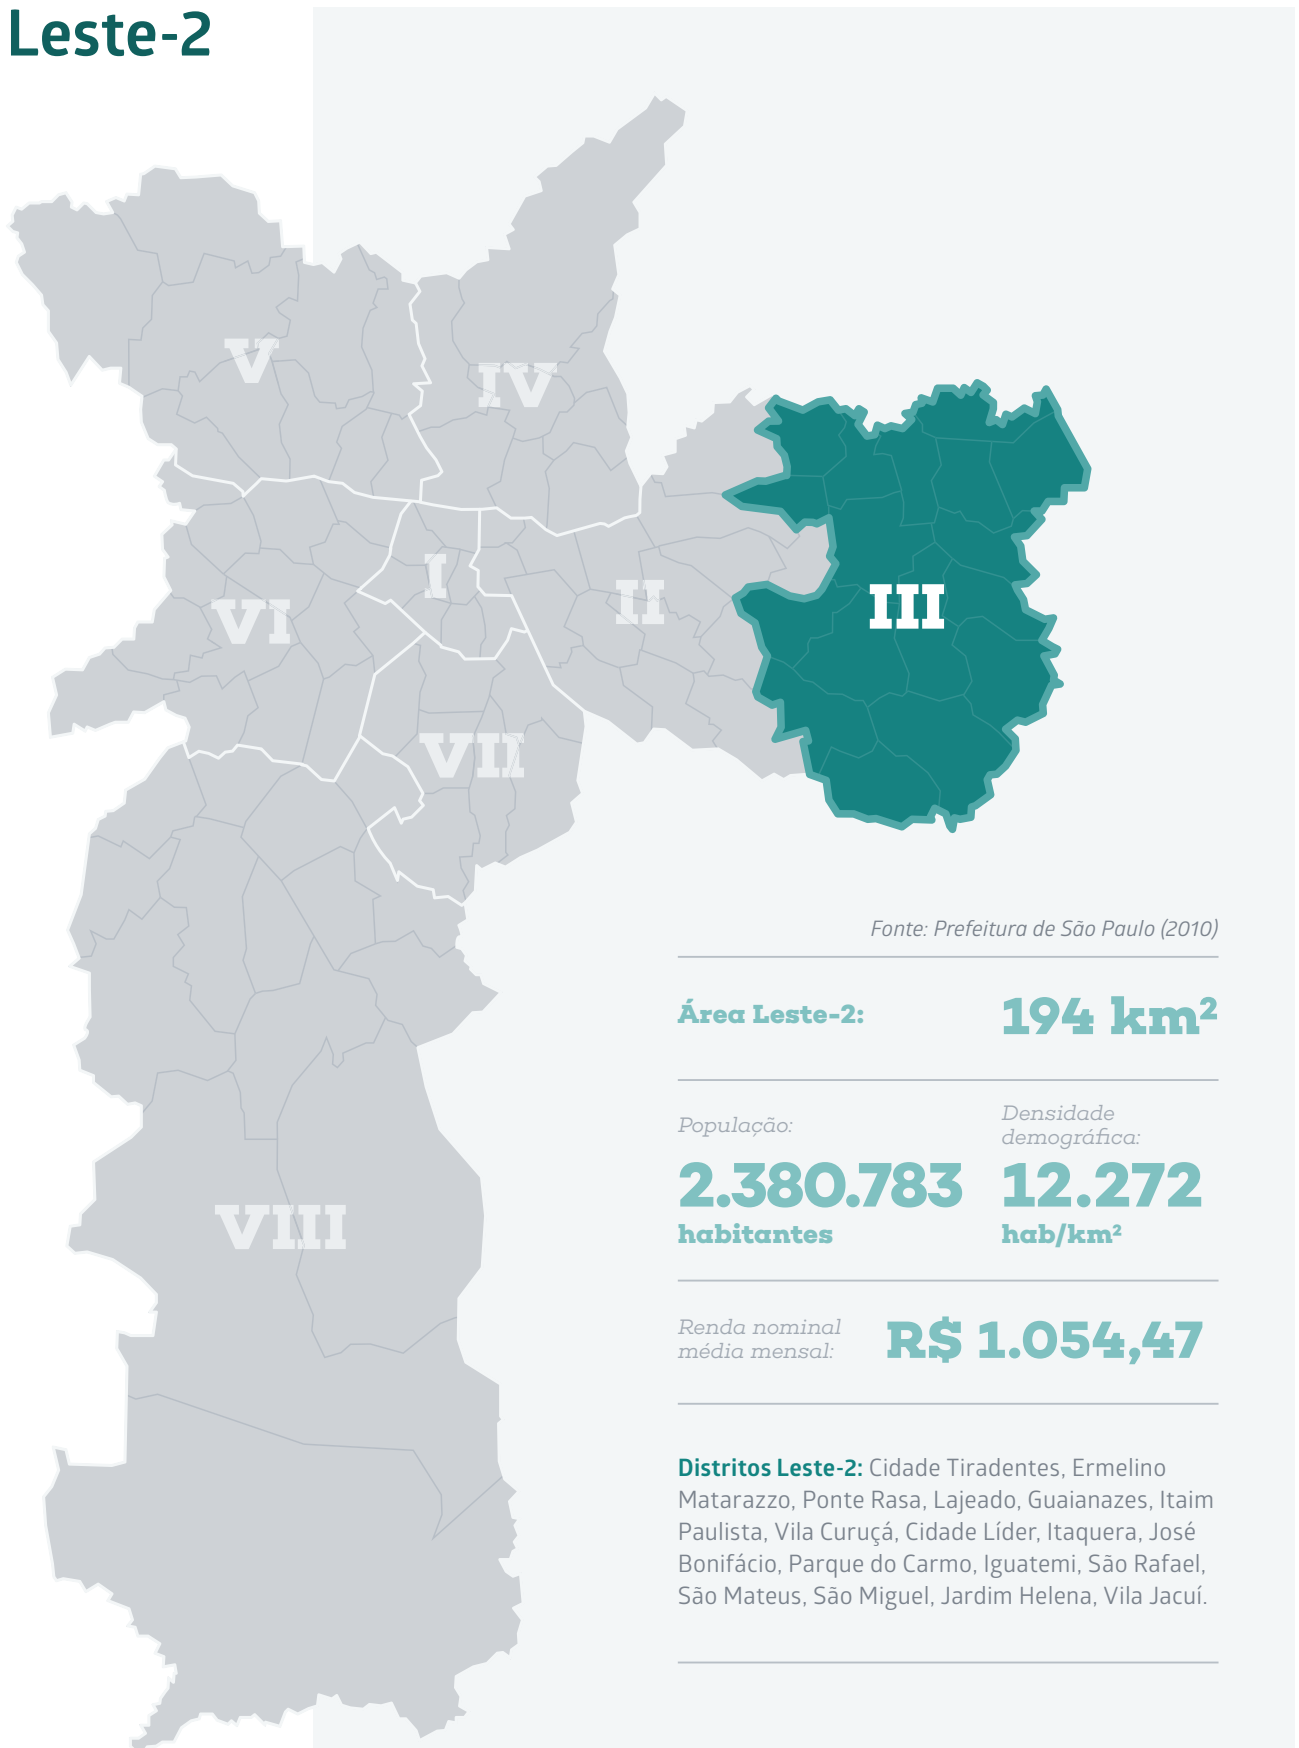 Leste-2
V
IV
III
I
II
VI
VII
VIII
Fonte: Prefeitura de São Paulo (2010)
Área Leste-2: 194 km²
População:
2.380.783
habitantes
Densidade
demográfica:
12.272
hab/km²
Renda nominal
média mensal:
R$ 1.054,47
Distritos Leste-2: Cidade Tiradentes, Ermelino
Matarazzo, Ponte Rasa, Lajeado, Guaianazes, Itaim
Paulista, Vila Curuçá, Cidade Líder, Itaquera, José
Bonifácio, Parque do Carmo, Iguatemi, São Rafael,
São Mateus, São Miguel, Jardim Helena, Vila Jacuí.